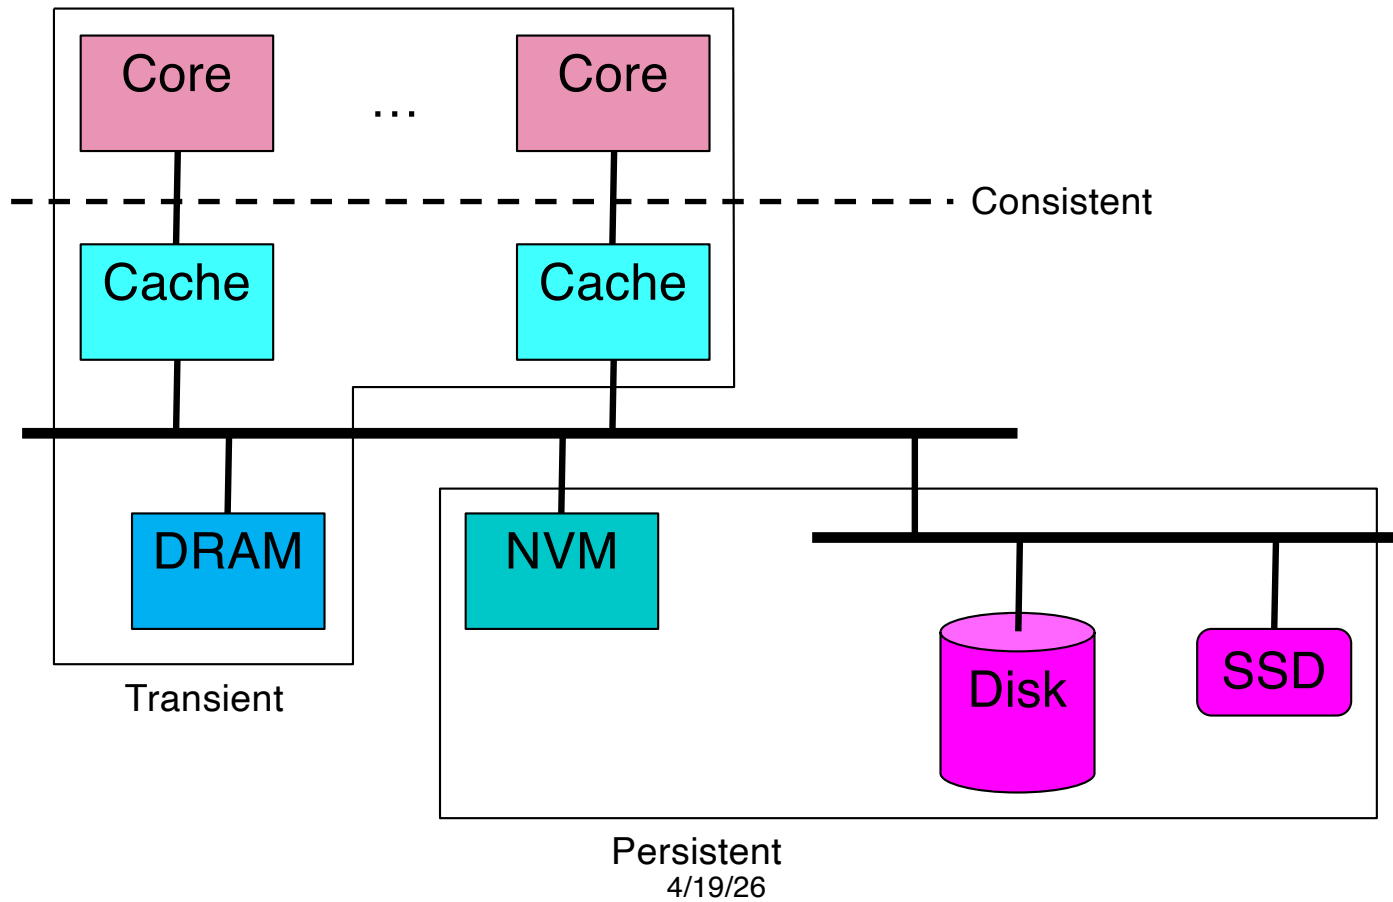 Core
...
Core
Consistent
Cache
Cache
DRAM
NVM
Disk
SSD
Transient
Persistent
4/19/26